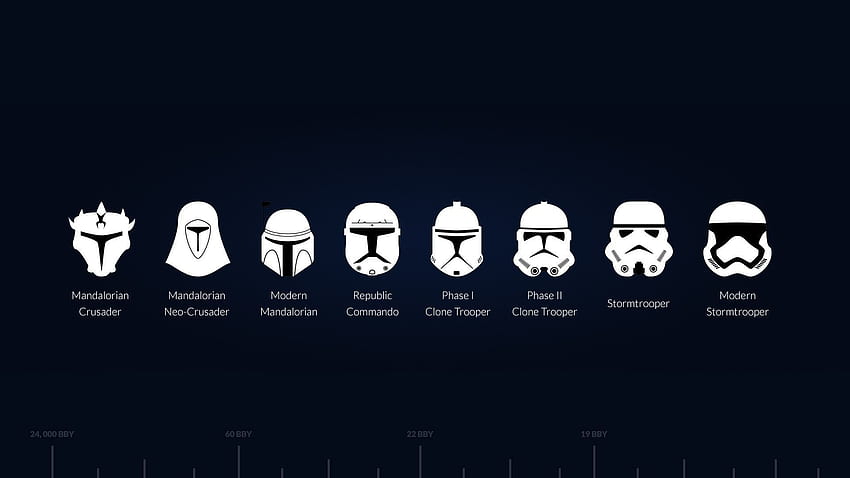 Mandalorian
Crusader
Mandalorian
Neo-Crusader
Modern
Mandalorian
Republic
Commando
Phase I
Clone Trooper
Phase II
Clone Trooper
Stormtrooper
Modern
Stormtrooper
24,000 BBY
60 BBY
22 BBY
19 BBY